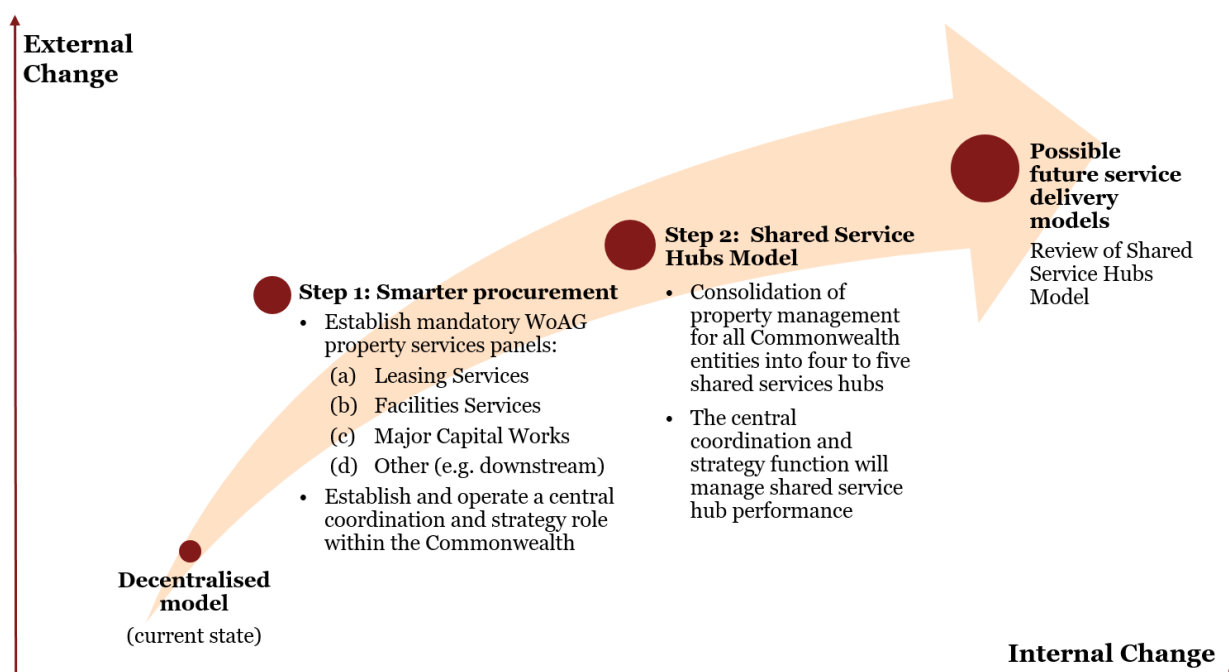 External
Change
Step 1: Smarter procurement
• Establish mandatory WoAG
property services panels:
(a) Leasing Services
(b) Facilities Services
(c) Major Capital Works
(d) Other (e.g. downstream)
• Establish and operate a central
coordination and strategy role
within the Commonwealth
Decentralised
model
(current state)
Step 2: Shared Service
Hubs Model
• Consolidation of
property management
for all Commonwealth
entities into four to five
shared services hubs
• The central
coordination and
strategy function will
manage shared service
hub performance
Possible
future service
delivery
models
Review of Shared
Service Hubs
Model
Internal Change